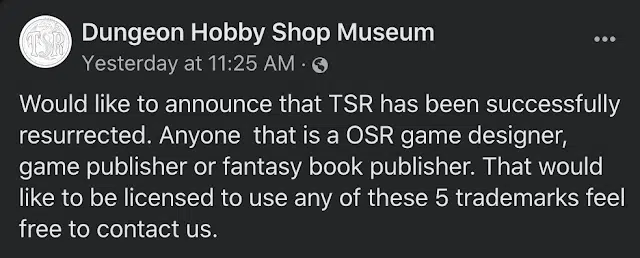 TSR
Dungeon Hobby Shop Museum
Yesterday at 11:25 AM ·
Would like to announce that TSR has been successfully
resurrected. Anyone  that is a OSR game designer,
game publisher or fantasy book publisher. That would
like to be licensed to use any of these 5 trademarks feel
free to contact us.